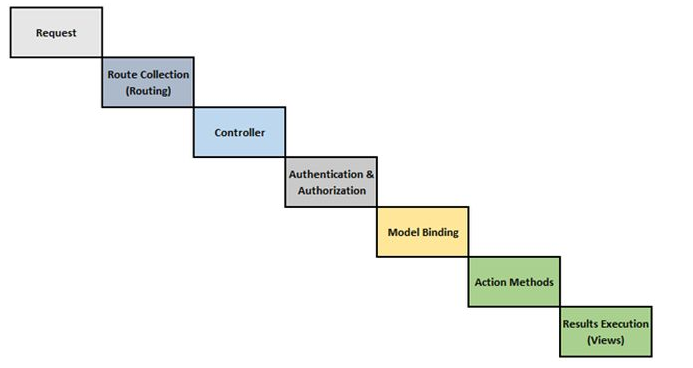 Request
Route Collection
(Routing)
Controller
Authentication &
Authorization
Model Binding
Action Methods
Results Execution
(Views)